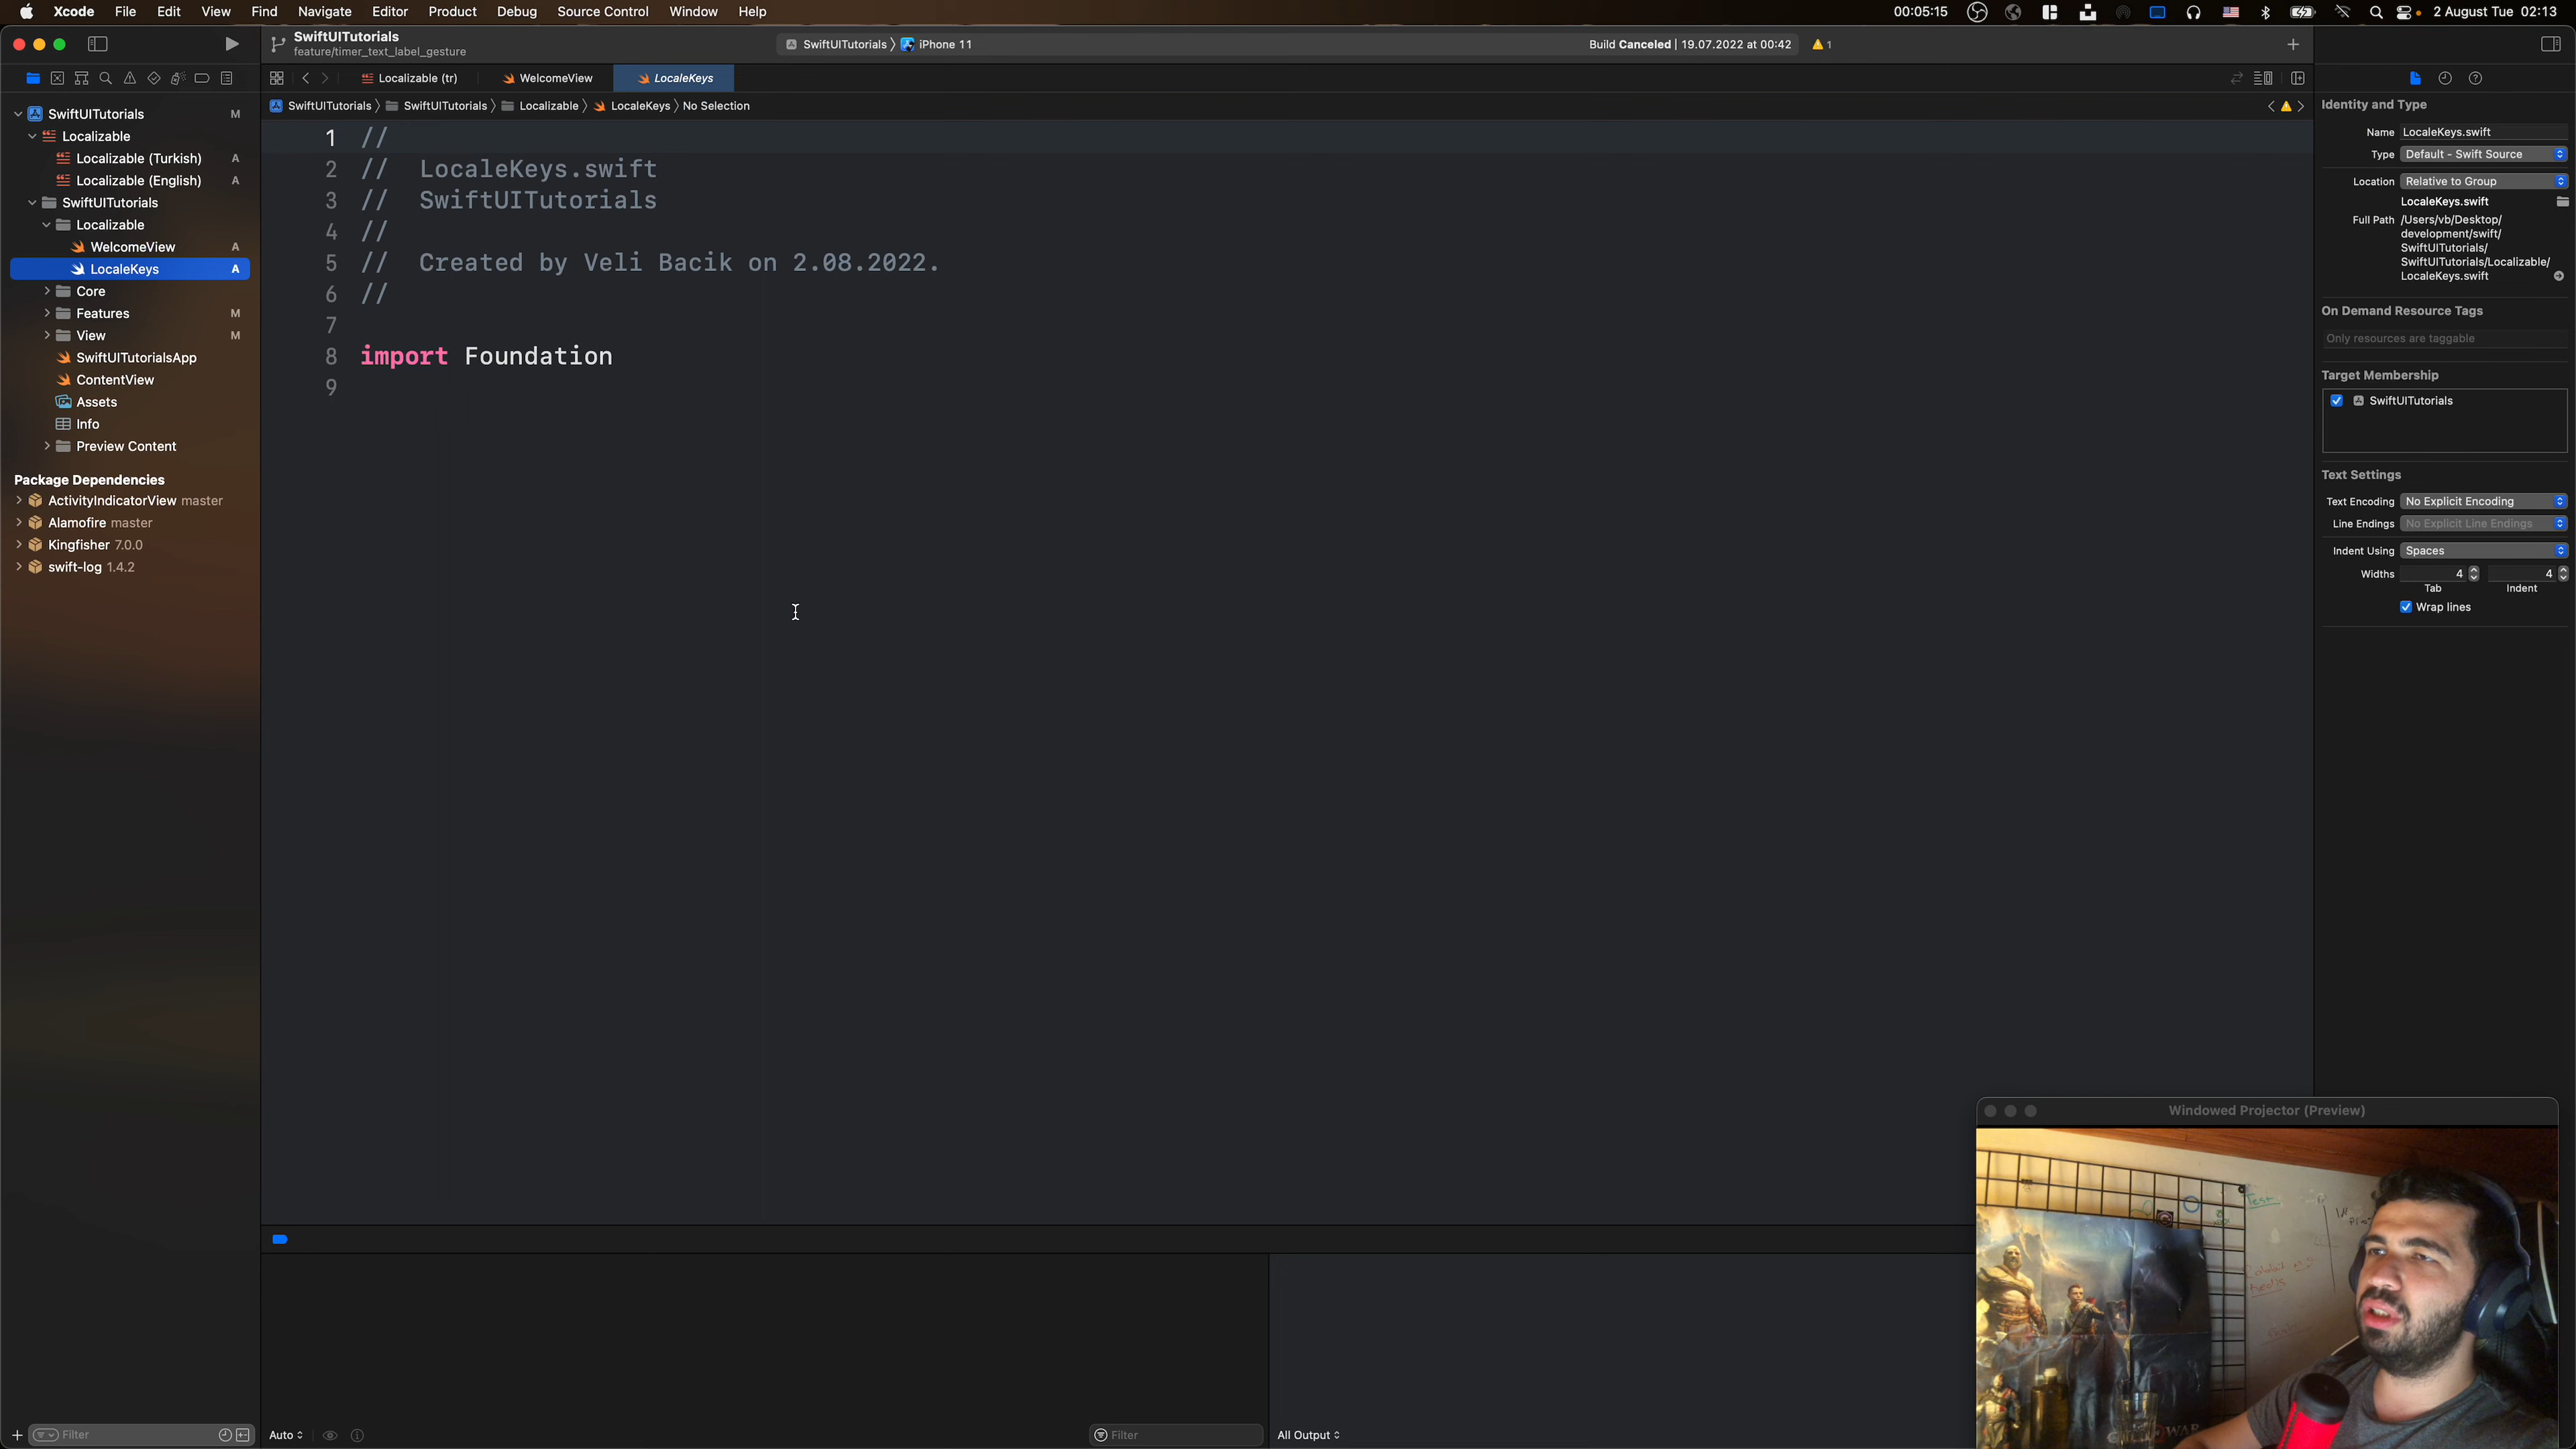 Xcode File Edit View Find Navigate Editor Product Debug Source Control Window Help
00:05:15 2 August Tue 02:13
SwiftUITutorials
feature/timer_text_label_gesture
SwiftUITutorials iPhone 11
Build Canceled | 19.07.2022 at 00:42 1
Localizable (tr) WelcomeView LocaleKeys
SwiftUITutorials SwiftUITutorials Localizable LocaleKeys No Selection
SwiftUITutorials M
Localizable
Localizable (Turkish) A
Localizable (English) A
SwiftUITutorials
Localizable
WelcomeView A
LocaleKeys A
Core
Features M
View M
SwiftUITutorialsApp
ContentView
Assets
Info
Preview Content
Package Dependencies
ActivityIndicatorView master
Alamofire master
Kingfisher 7.0.0
swift-log 1.4.2
Filter
1 //
2 // LocaleKeys.swift
3 // SwiftUITutorials
4 //
5 // Created by Veli Bacik on 2.08.2022.
6 //
7
8 import Foundation
9
Auto
Filter
All Output
Identity and Type
Name LocaleKeys.swift
Type Default - Swift Source
Location Relative to Group
LocaleKeys.swift
Full Path /Users/vb/Desktop/
development/swift/
SwiftUITutorials/
SwiftUITutorials/Localizable/
LocaleKeys.swift
On Demand Resource Tags
Only resources are taggable
Target Membership
SwiftUITutorials
Text Settings
Text Encoding No Explicit Encoding
Line Endings No Explicit Line Endings
Indent Using Spaces
Widths 4 4
Tab Indent
Wrap lines
Windowed Projector (Preview)
Test